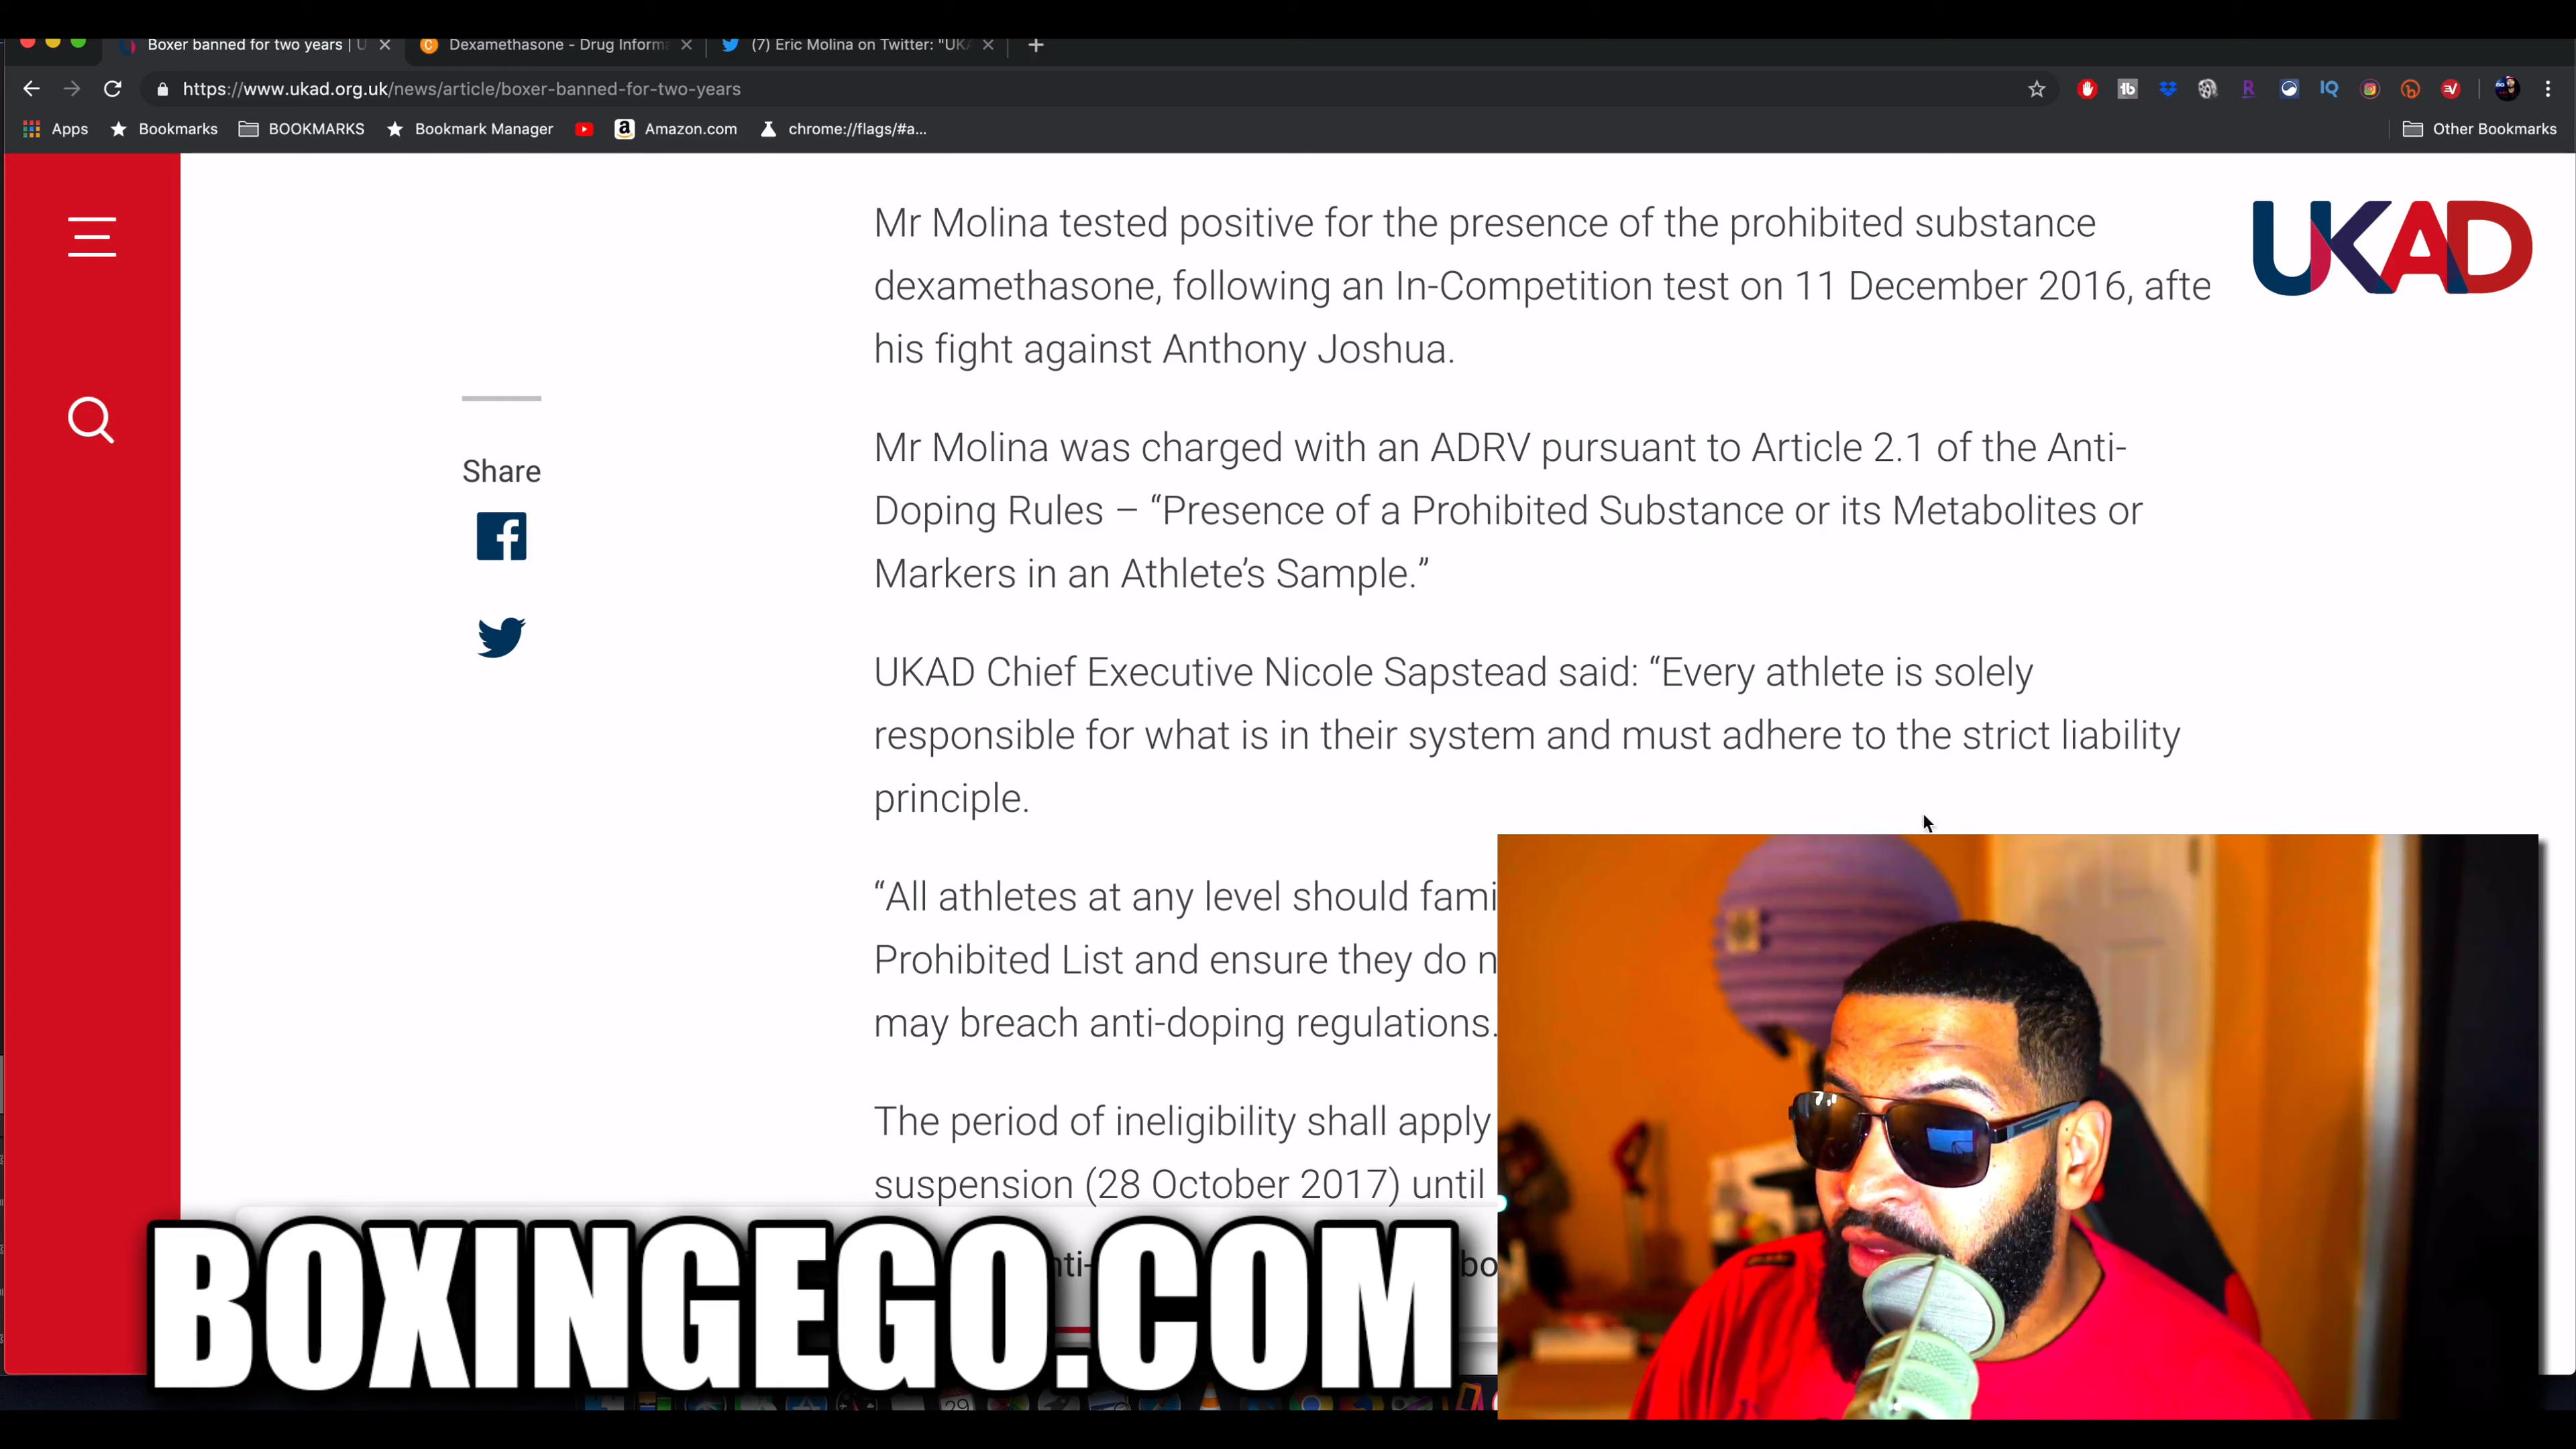 Boxer banned for two years | U
Dexamethasone - Drug Informa
(7) Eric Molina on Twitter: "UKA
https://www.ukad.org.uk/news/article/boxer-banned-for-two-years
Apps
Bookmarks
BOOKMARKS
Bookmark Manager
Amazon.com
chrome://flags/#a...
Other Bookmarks
UKAD
Share
Mr Molina tested positive for the presence of the prohibited substance
dexamethasone, following an In-Competition test on 11 December 2016, afte
his fight against Anthony Joshua.
Mr Molina was charged with an ADRV pursuant to Article 2.1 of the Anti-
Doping Rules – “Presence of a Prohibited Substance or its Metabolites or
Markers in an Athlete’s Sample.”
UKAD Chief Executive Nicole Sapstead said: “Every athlete is solely
responsible for what is in their system and must adhere to the strict liability
principle.
“All athletes at any level should fami
Prohibited List and ensure they do n
may breach anti-doping regulations.
The period of ineligibility shall apply
suspension (28 October 2017) until
BOXINGEGO.COM